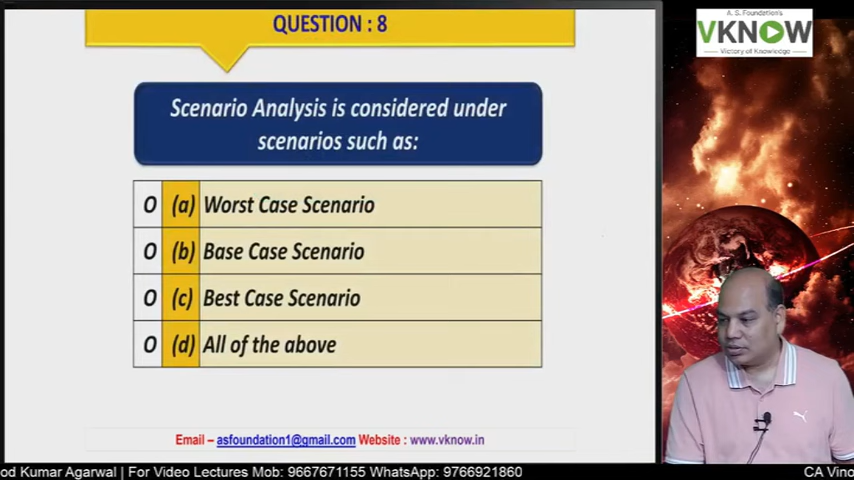 QUESTION : 8
A. S. Foundation's
VKNOW
Victory of Knowledge
Scenario Analysis is considered under
scenarios such as:
O (a) Worst Case Scenario
O (b) Base Case Scenario
O (c) Best Case Scenario
O (d) All of the above
Email – asfoundation1@gmail.com Website : www.vknow.in
od Kumar Agarwal | For Video Lectures Mob: 9667671155 WhatsApp: 9766921860
CA Vino